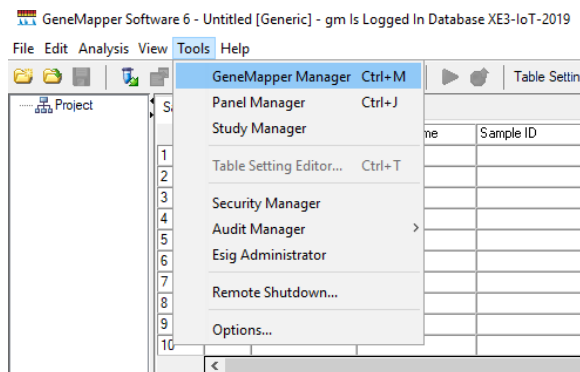 GeneMapper Software 6 - Untitled [Generic] - gm Is Logged In Database XE3-IoT-2019
File Edit Analysis View Tools Help
Table Settin
GeneMapper Manager Ctrl+M
Project
Panel Manager Ctrl+J
Study Manager
me Sample ID
Table Setting Editor... Ctrl+T
Security Manager
Audit Manager
Esig Administrator
Remote Shutdown...
Options...
1
2
3
4
5
6
7
8
9
10